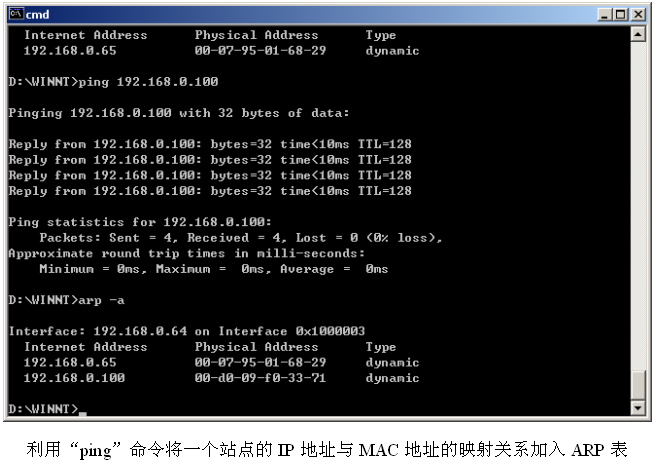 cmd
Internet Address Physical Address Type
192.168.0.65 00-07-95-01-68-29 dynamic
D:\WINNT>ping 192.168.0.100
Pinging 192.168.0.100 with 32 bytes of data:
Reply from 192.168.0.100: bytes=32 time<10ms TTL=128
Reply from 192.168.0.100: bytes=32 time<10ms TTL=128
Reply from 192.168.0.100: bytes=32 time<10ms TTL=128
Reply from 192.168.0.100: bytes=32 time<10ms TTL=128
Ping statistics for 192.168.0.100:
Packets: Sent = 4, Received = 4, Lost = 0 (0% loss),
Approximate round trip times in milli-seconds:
Minimum = 0ms, Maximum = 0ms, Average = 0ms
D:\WINNT>arp -a
Interface: 192.168.0.64 on Interface 0x1000003
Internet Address Physical Address Type
192.168.0.65 00-07-95-01-68-29 dynamic
192.168.0.100 00-d0-09-f0-33-71 dynamic
D:\WINNT>_
利用“ping”命令将一个站点的 IP 地址与 MAC 地址的映射关系加入 ARP 表